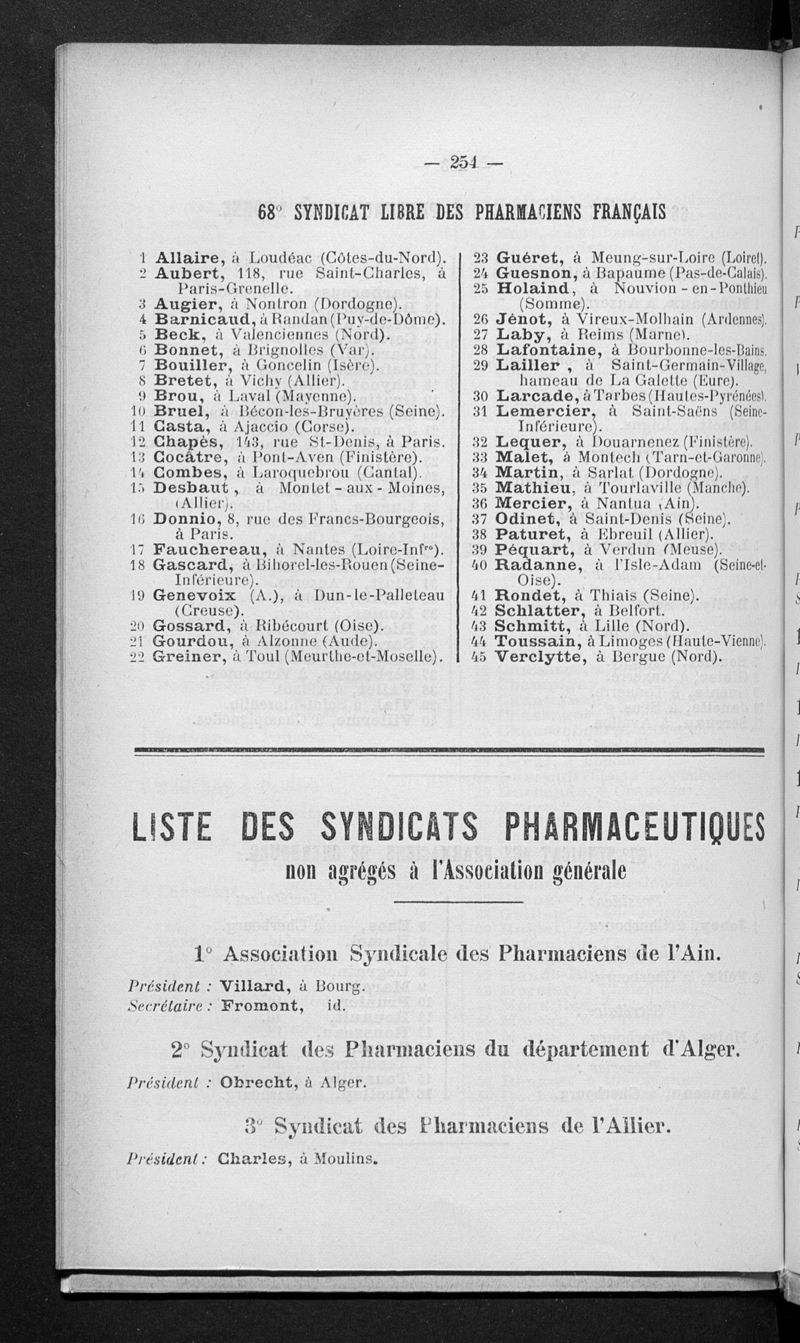 — 254 —
68° SYNDICAT LIBRE DES PHARMACIENS FRANÇAIS
1 Allaire, à Loudéac (Côtes-du-Nord).
2 Aubert, 118, rue Saint-Charles, à
Paris-Grenelle.
3 Augier, à Nontron (Dordogne).
4 Barnicaud, à Randan (Puy-de-Dôme).
5 Beck, à Valenciennes (Nord).
6 Bonnet, à Brignolles (Var).
7 Bouiller, à Goncelin (Isère).
8 Bretet, à Vichy (Allier).
9 Brou, à Laval (Mayenne).
10 Bruel, à Bécon-les-Bruyères (Seine).
11 Casta, à Ajaccio (Corse).
12 Chapès, 143, rue St-Denis, à Paris.
13 Cocâtre, à Pont-Aven (Finistère).
14 Combes, à Laroquebrou (Cantal).
15 Desbaut, à Montet-aux-Moines,
(Allier).
16 Donnio, 8, rue des Francs-Bourgeois,
à Paris.
17 Fauchereau, à Nantes (Loire-Infre).
18 Gascard, à Bihorel-les-Rouen (Seine-
Inférieure).
19 Genevoix (A.), à Dun-le-Palleteau
(Creuse).
20 Gossard, à Ribécourt (Oise).
21 Gourdou, à Alzonne (Aude).
22 Greiner, à Toul (Meurthe-et-Moselle).
23 Guéret, à Meung-sur-Loire (Loiret).
24 Guesnon, à Bapaume (Pas-de-Calais).
25 Holaind, à Nouvion-en-Ponthieu
(Somme).
26 Jénot, à Vireux-Molhain (Ardennes).
27 Laby, à Reims (Marne).
28 Lafontaine, à Bourbonne-les-Bains.
29 Lailler, à Saint-Germain-Village,
hameau de La Galette (Eure).
30 Larcade, à Tarbes (Hautes-Pyrénées).
31 Lemercier, à Saint-Saëns (Seine-
Inférieure).
32 Lequer, à Douarnenez (Finistère).
33 Malet, à Montech (Tarn-et-Garonne).
34 Martin, à Sarlat (Dordogne).
35 Mathieu, à Tourlaville (Manche).
36 Mercier, à Nantua (Ain).
37 Odinet, à Saint-Denis (Seine).
38 Paturet, à Ebreuil (Allier).
39 Péquart, à Verdun (Meuse).
40 Radanne, à l'Isle-Adam (Seine-et-
Oise).
41 Rondet, à Thiais (Seine).
42 Schlatter, à Belfort.
43 Schmitt, à Lille (Nord).
44 Toussain, à Limoges (Haute-Vienne).
45 Verclytte, à Bergue (Nord).
LISTE DES SYNDICATS PHARMACEUTIQUES
non agrégés à l'Association générale
1° Association Syndicale des Pharmaciens de l'Ain.
Président : Villard, à Bourg.
Secrétaire : Fromont, id.
2° Syndicat des Pharmaciens du département d'Alger.
Président : Obrecht, à Alger.
3° Syndicat des Pharmaciens de l'Allier.
Président : Charles, à Moulins.